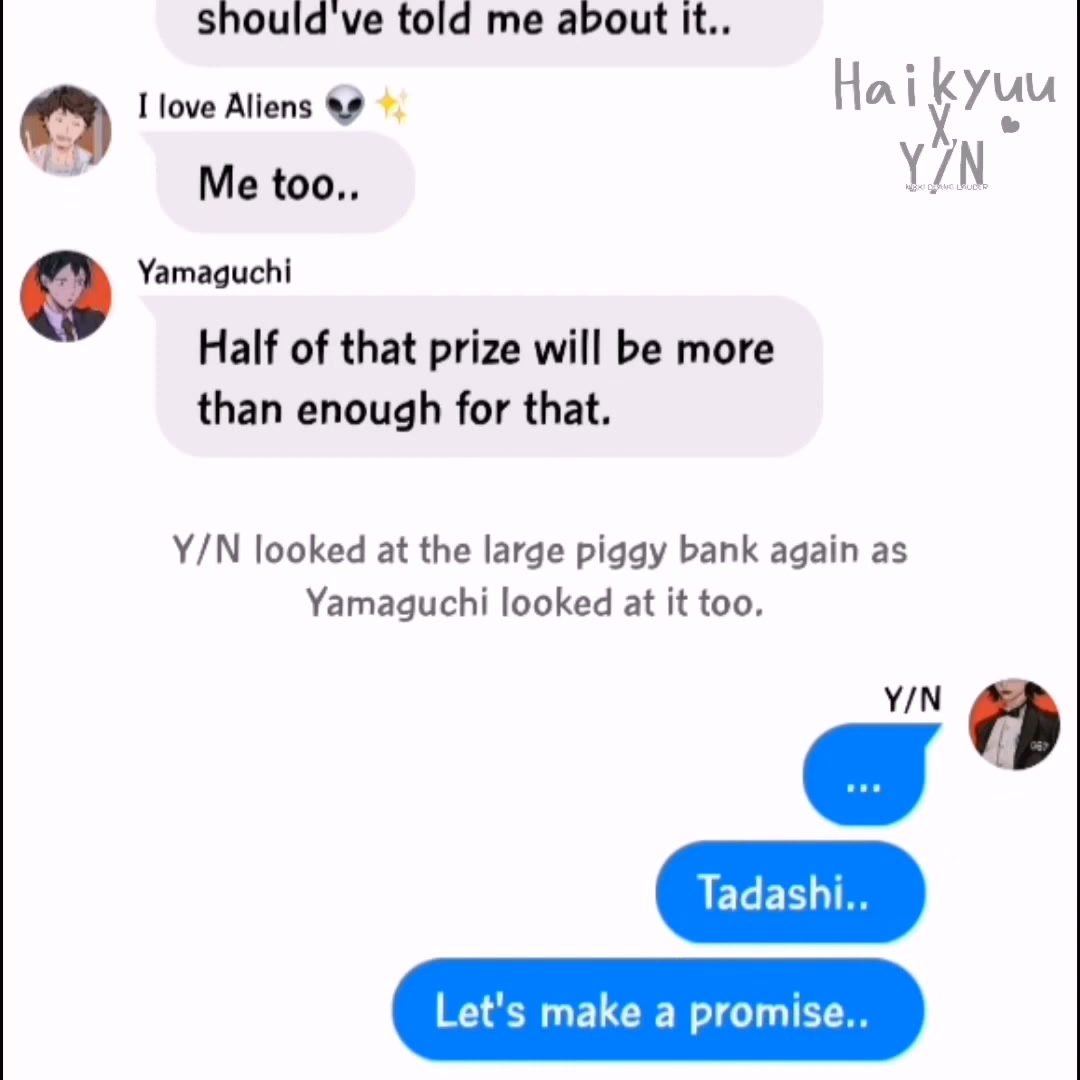 should've told me about it..
Haikyuu
X
Y/N
I love Aliens 👽 ✨
Me too..
Yamaguchi
Half of that prize will be more
than enough for that.
Y/N looked at the large piggy bank again as
Yamaguchi looked at it too.
Y/N
...
Tadashi..
Let's make a promise..